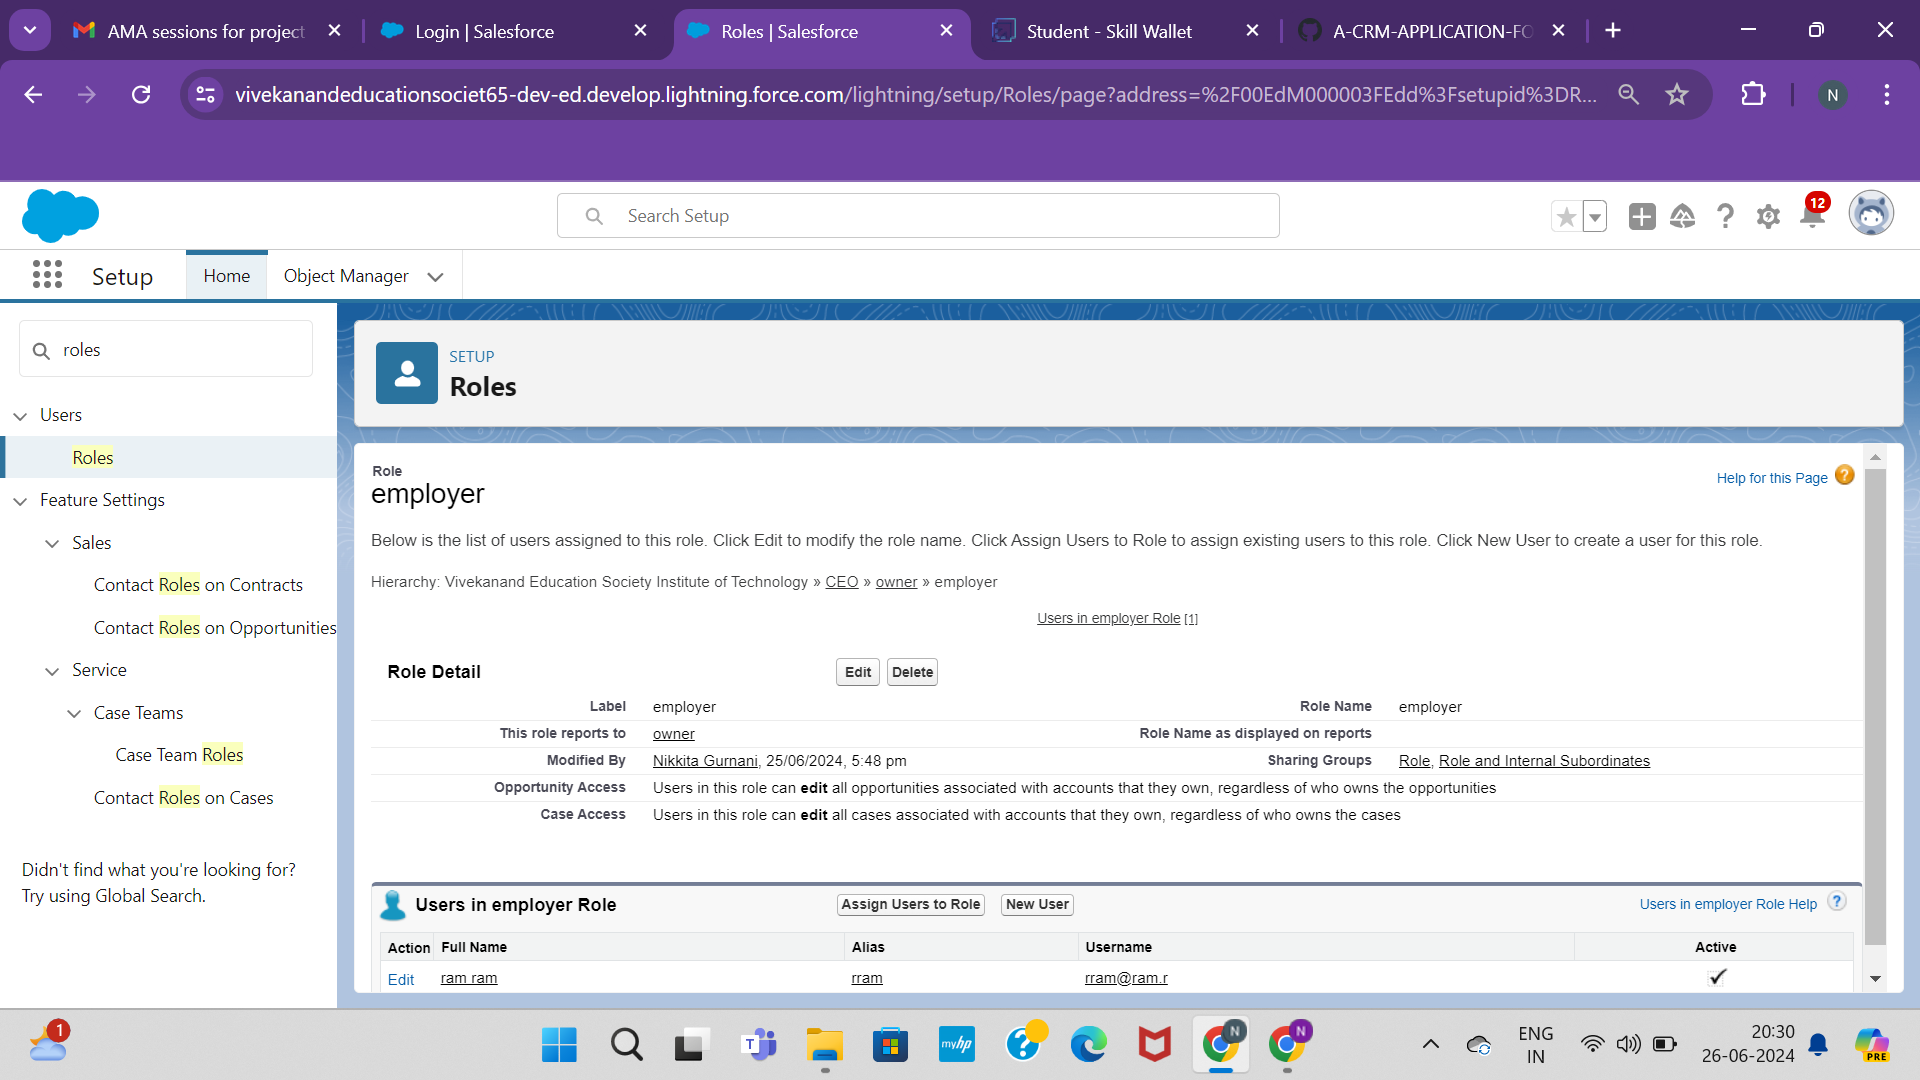 AMA sessions for project
Login | Salesforce
Roles | Salesforce
Student - Skill Wallet
A-CRM-APPLICATION-FO
vivekanandeducationsociet65-dev-ed.develop.lightning.force.com/lightning/setup/Roles/page?address=%2F00EdM000003FEdd%3Fsetupid%3DR...
N
Search Setup
12
Setup
Home
Object Manager
roles
Users
Roles
Feature Settings
Sales
Contact Roles on Contracts
Contact Roles on Opportunities
Service
Case Teams
Case Team Roles
Contact Roles on Cases
Didn't find what you're looking for?
Try using Global Search.
SETUP
Roles
Role
employer
Help for this Page ?
Below is the list of users assigned to this role. Click Edit to modify the role name. Click Assign Users to Role to assign existing users to this role. Click New User to create a user for this role.
Hierarchy: Vivekanand Education Society Institute of Technology » CEO » owner » employer
Users in employer Role [1]
Role Detail
Edit
Delete
Label employer Role Name employer
This role reports to owner Role Name as displayed on reports
Modified By Nikkita Gurnani, 25/06/2024, 5:48 pm Sharing Groups Role, Role and Internal Subordinates
Opportunity Access Users in this role can edit all opportunities associated with accounts that they own, regardless of who owns the opportunities
Case Access Users in this role can edit all cases associated with accounts that they own, regardless of who owns the cases
Users in employer Role
Assign Users to Role
New User
Users in employer Role Help ?
Action Full Name Alias Username Active
Edit ram ram rram rram@ram.r
1
T
myhp
?
N
N
ENG
IN
20:30
26-06-2024
PRE